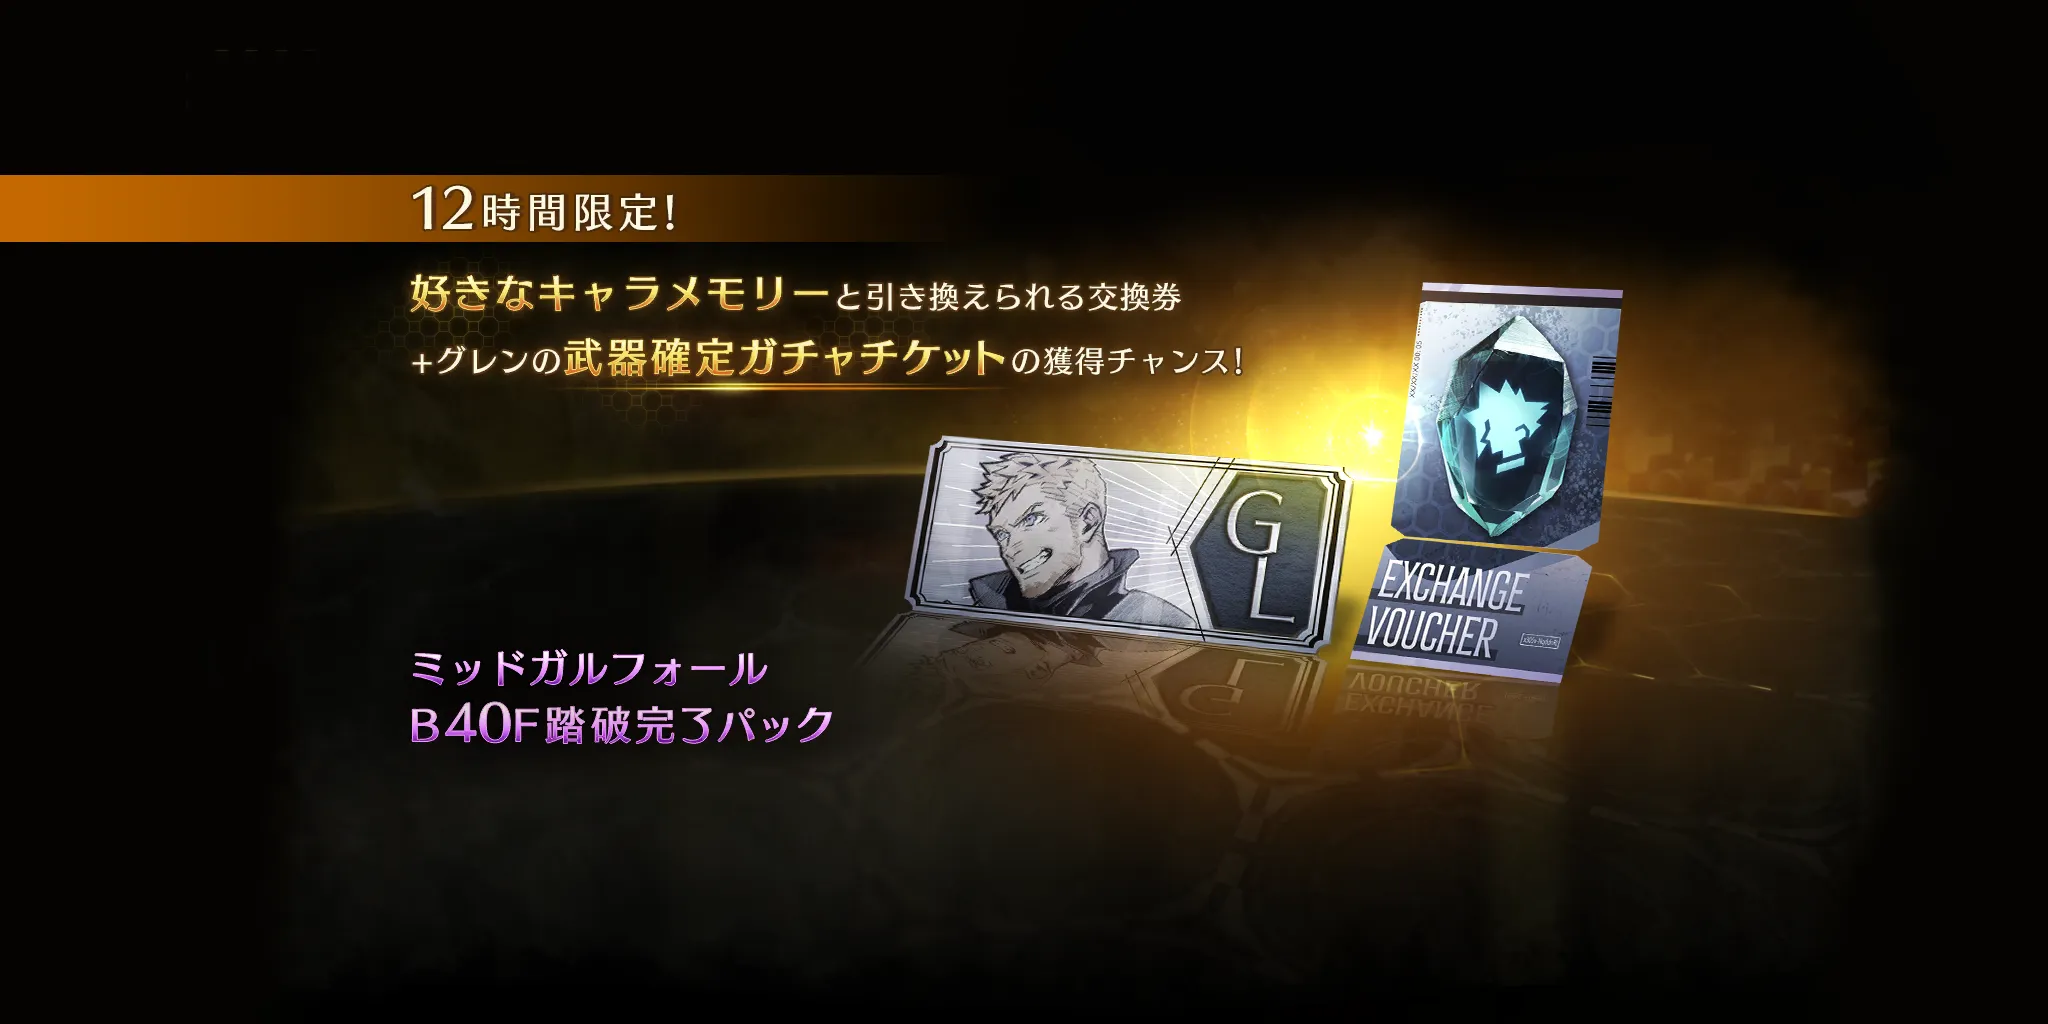 12時間限定!
好きなキャラメモリーと引き換えられる交換券
+グレンの武器確定ガチャチケットの獲得チャンス!
GL
EXCHANGE
VOUCHER
ミッドガルフォール
B40F踏破完3パック